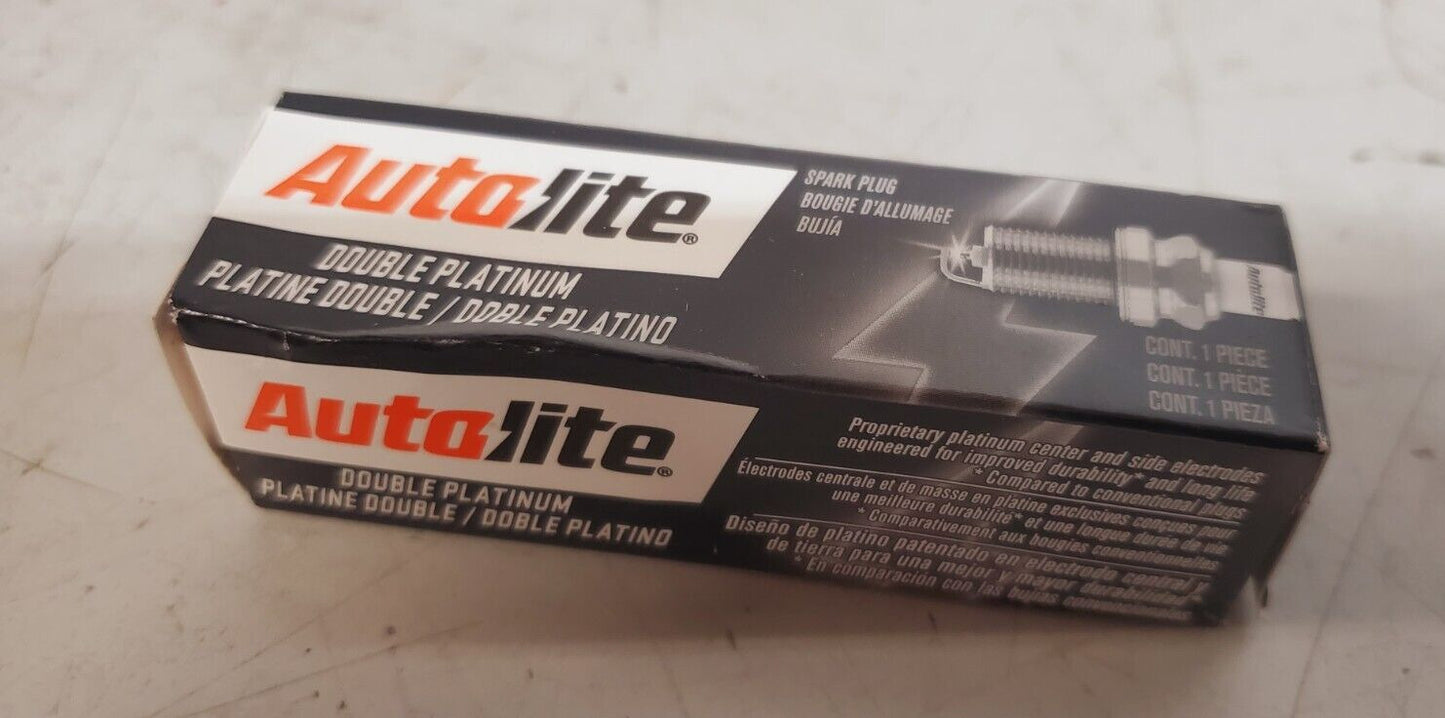 Autolite®
DOUBLE PLATINUM
PLATINE DOUBLE / DOBLE PLATINO
SPARK PLUG
BOUGIE D'ALLUMAGE
BUJÍA
Autolite
CONT. 1 PIECE
CONT. 1 PIÈCE
CONT. 1 PIEZA
Autolite®
DOUBLE PLATINUM
PLATINE DOUBLE / DOBLE PLATINO
Proprietary platinum center and side electrodes
engineered for improved durability* and long life
* Compared to conventional plugs
Électrodes centrale et de masse en platine exclusives conçues pour
une meilleure durabilité* et une longue durée de vie
* Comparativement aux bougies conventionnelles
Diseño de platino patentado en electrodo central y
de tierra para una mejor y mayor durabilidad*
* En comparación con las bujías convencionales